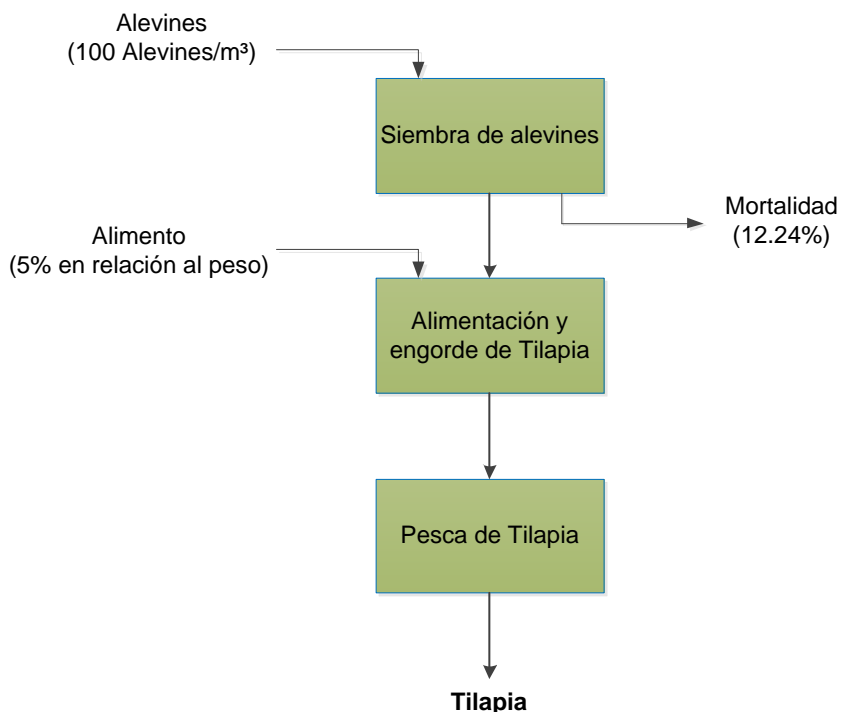 Alevines
(100 Alevines/m³)
Siembra de alevines
Mortalidad
(12.24%)
Alimento
(5% en relación al peso)
Alimentación y
engorde de Tilapia
Pesca de Tilapia
Tilapia